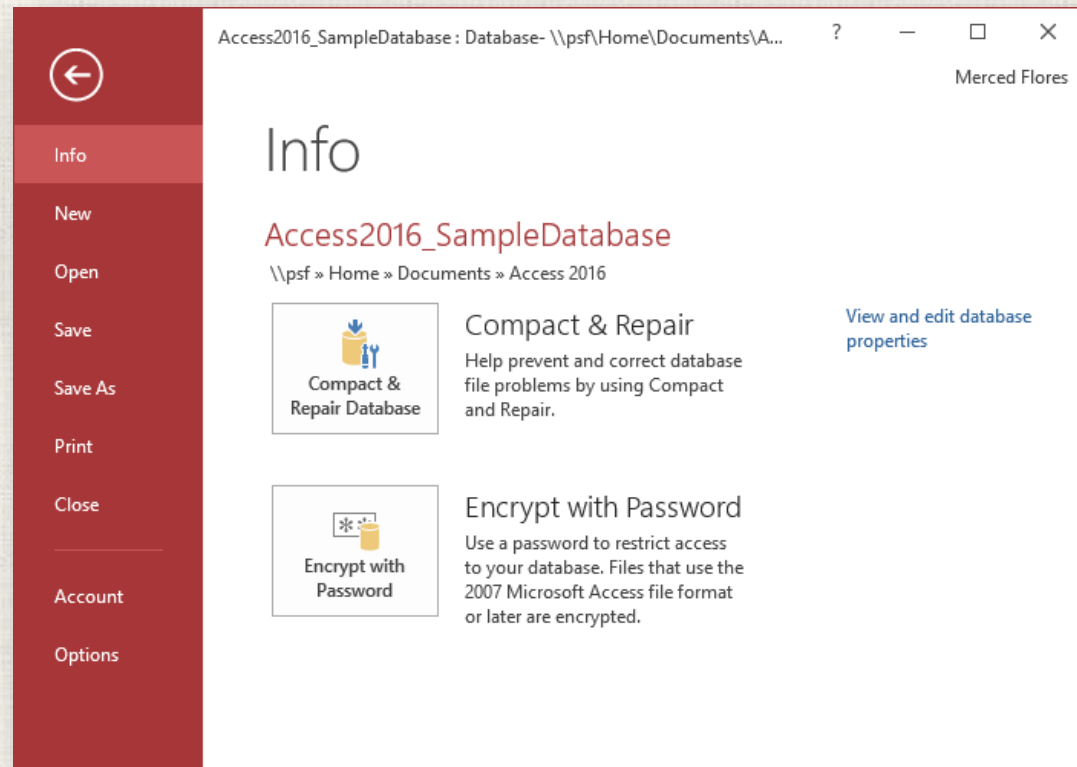 Access2016_SampleDatabase : Database- \\psf\Home\Documents\A...
?
Merced Flores
Info
New
Open
Save
Save As
Print
Close
Account
Options
Info
Access2016_SampleDatabase
\\psf » Home » Documents » Access 2016
Compact &
Repair Database
Compact & Repair
Help prevent and correct database
file problems by using Compact
and Repair.
View and edit database
properties
Encrypt with
Password
Encrypt with Password
Use a password to restrict access
to your database. Files that use the
2007 Microsoft Access file format
or later are encrypted.